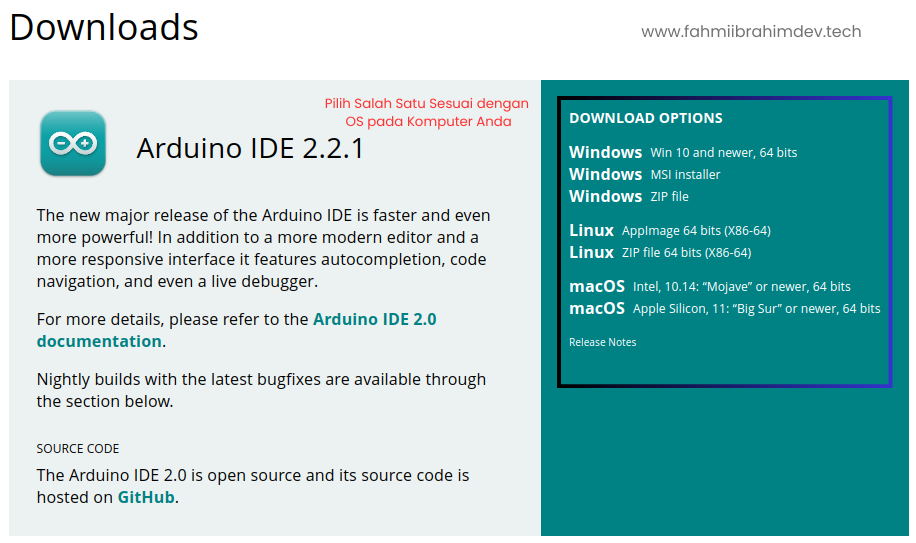 Downloads
www.fahmiibrahimdev.tech
Pilih Salah Satu Sesuai dengan
OS pada Komputer Anda
Arduino IDE 2.2.1
The new major release of the Arduino IDE is faster and even
more powerful! In addition to a more modern editor and a
more responsive interface it features autocompletion, code
navigation, and even a live debugger.
For more details, please refer to the Arduino IDE 2.0
documentation.
Nightly builds with the latest bugfixes are available through
the section below.
SOURCE CODE
The Arduino IDE 2.0 is open source and its source code is
hosted on GitHub.
DOWNLOAD OPTIONS
Windows Win 10 and newer, 64 bits
Windows MSI installer
Windows ZIP file
Linux AppImage 64 bits (X86-64)
Linux ZIP file 64 bits (X86-64)
macOS Intel, 10.14: “Mojave” or newer, 64 bits
macOS Apple Silicon, 11: “Big Sur” or newer, 64 bits
Release Notes